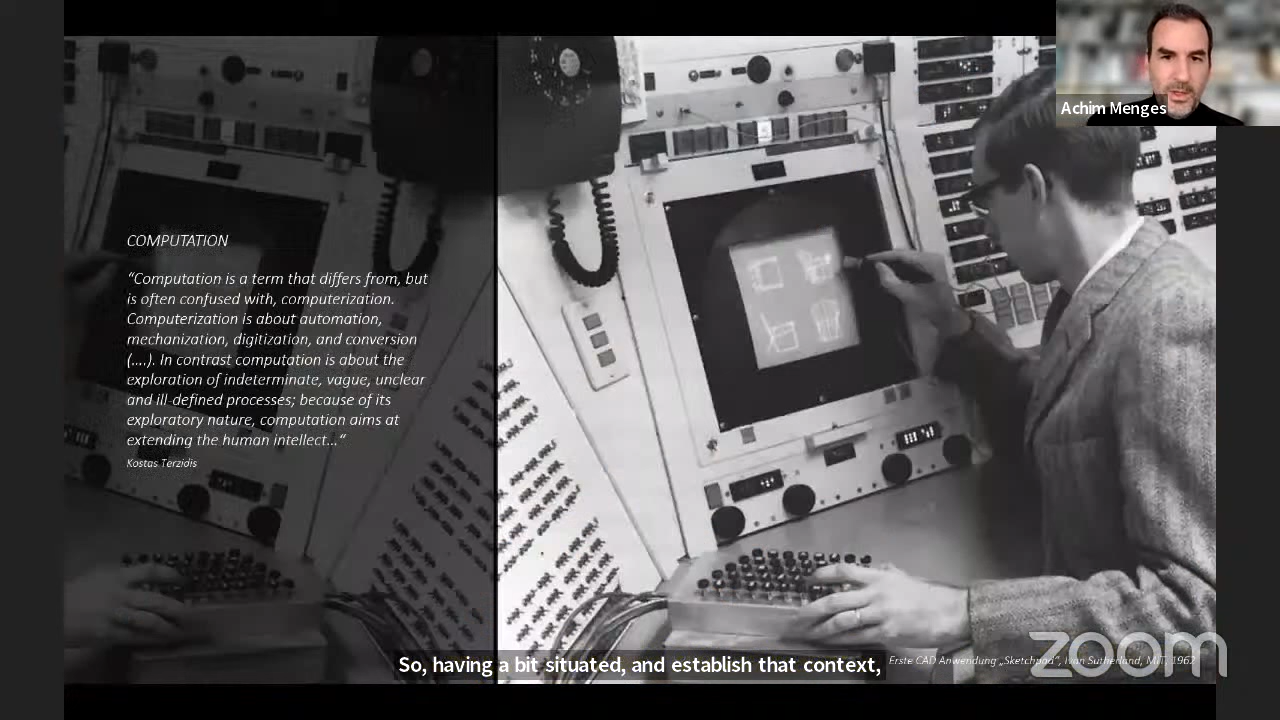 Achim Menges
COMPUTATION
“Computation is a term that differs from, but
is often confused with, computerization.
Computerization is about automation,
mechanization, digitization, and conversion
(....). In contrast computation is about the
exploration of indeterminate, vague, unclear
and ill-defined processes; because of its
exploratory nature, computation aims at
extending the human intellect...“
Kostas Terzidis
So, having a bit situated, and establish that context,
Erste CAD Anwendung „Sketchpad“, Ivan Sutherland, MIT, 1962
zoom